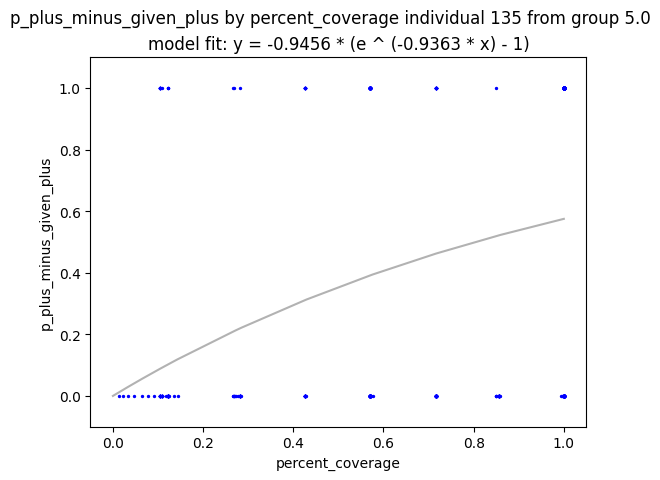 p_plus_minus_given_plus by percent_coverage individual 135 from group 5.0
model fit: y = -0.9456 * (e ^ (-0.9363 * x) - 1)
1.0
0.8
0.6
0.4
0.2
0.0
p_plus_minus_given_plus
0.0 0.2 0.4 0.6 0.8 1.0
percent_coverage